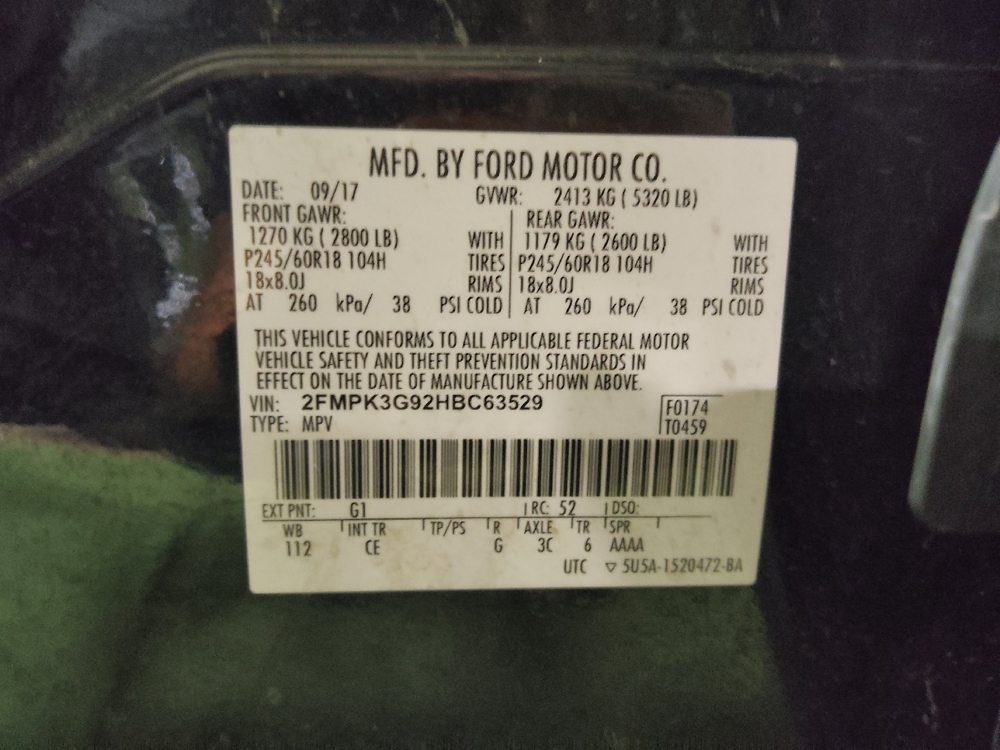 MFD. BY FORD MOTOR CO.
DATE: 09/17 GVWR: 2413 KG ( 5320 LB)
FRONT GAWR: REAR GAWR:
1270 KG ( 2800 LB) WITH 1179 KG ( 2600 LB) WITH
P245/60R18 104H TIRES P245/60R18 104H TIRES
18x8.0J RIMS 18x8.0J RIMS
AT 260 kPa/ 38 PSI COLD AT 260 kPa/ 38 PSI COLD
THIS VEHICLE CONFORMS TO ALL APPLICABLE FEDERAL MOTOR
VEHICLE SAFETY AND THEFT PREVENTION STANDARDS IN
EFFECT ON THE DATE OF MANUFACTURE SHOWN ABOVE.
VIN: 2FMPK3G92HBC63529 F0174
TYPE: MPV T0459
EXT PNT: G1 RC: 52 DSO:
WB INT TR TP/PS R AXLE TR SPR
112 CE G 3C 6 AAAA
UTC ▽ 5U5A-1520472-BA